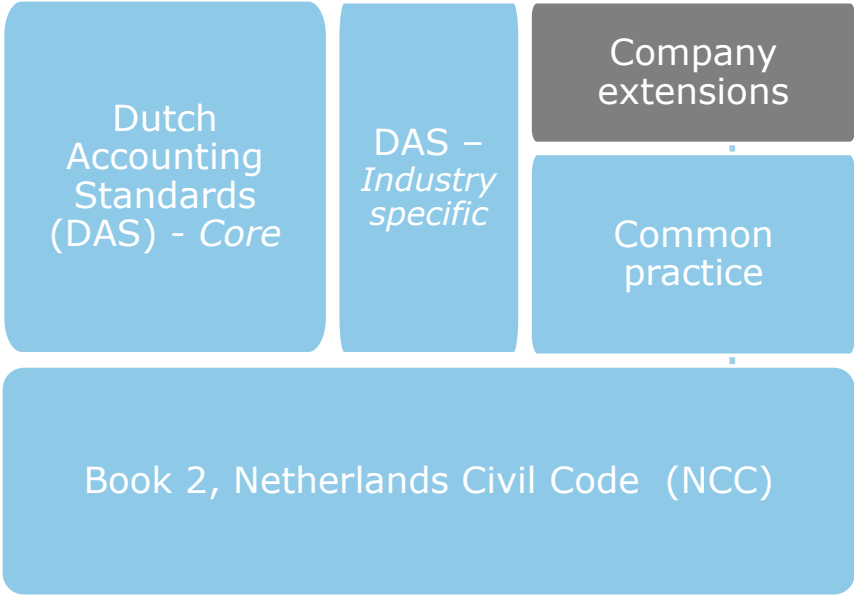 Dutch
Accounting
Standards
(DAS) - Core
DAS –
Industry
specific
Company
extensions
Common
practice
Book 2, Netherlands Civil Code (NCC)